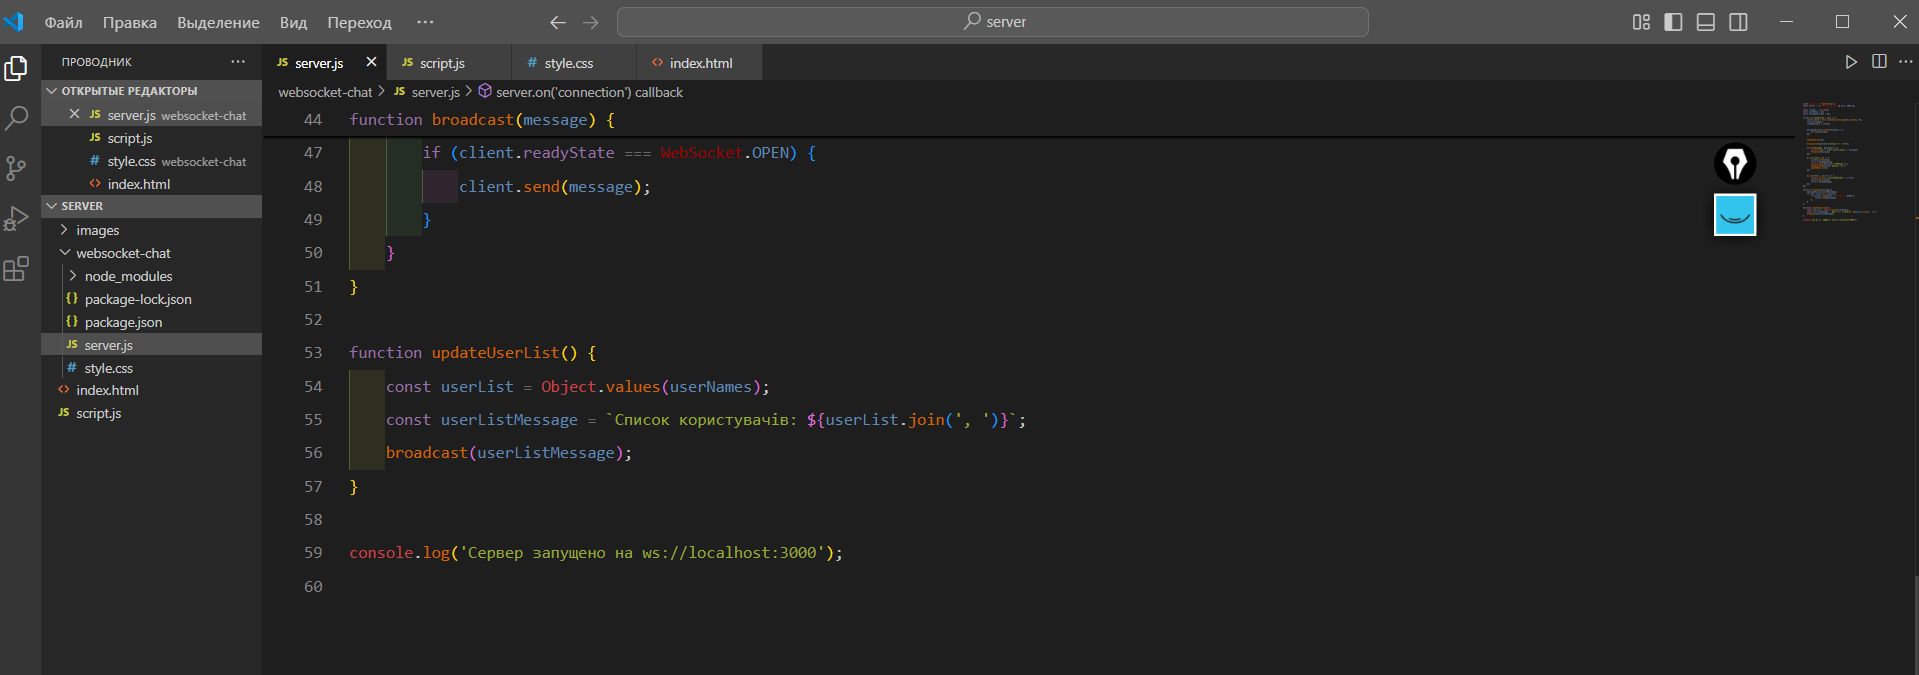 Файл Правка Выделение Вид Переход ··· server
ПРОВОДНИК ···
ОТКРЫТЫЕ РЕДАКТОРЫ
JS server.js websocket-chat
JS script.js
# style.css websocket-chat
<> index.html
SERVER
images
websocket-chat
node_modules
{} package-lock.json
{} package.json
JS server.js
# style.css
<> index.html
JS script.js
JS server.js JS script.js # style.css <> index.html
websocket-chat > JS server.js > server.on('connection') callback
44 function broadcast(message) {
47 if (client.readyState === WebSocket.OPEN) {
48 client.send(message);
49 }
50 }
51 }
52
53 function updateUserList() {
54 const userList = Object.values(userNames);
55 const userListMessage = `Список користувачів: ${userList.join(', ')}`;
56 broadcast(userListMessage);
57 }
58
59 console.log('Сервер запущено на ws://localhost:3000');
60